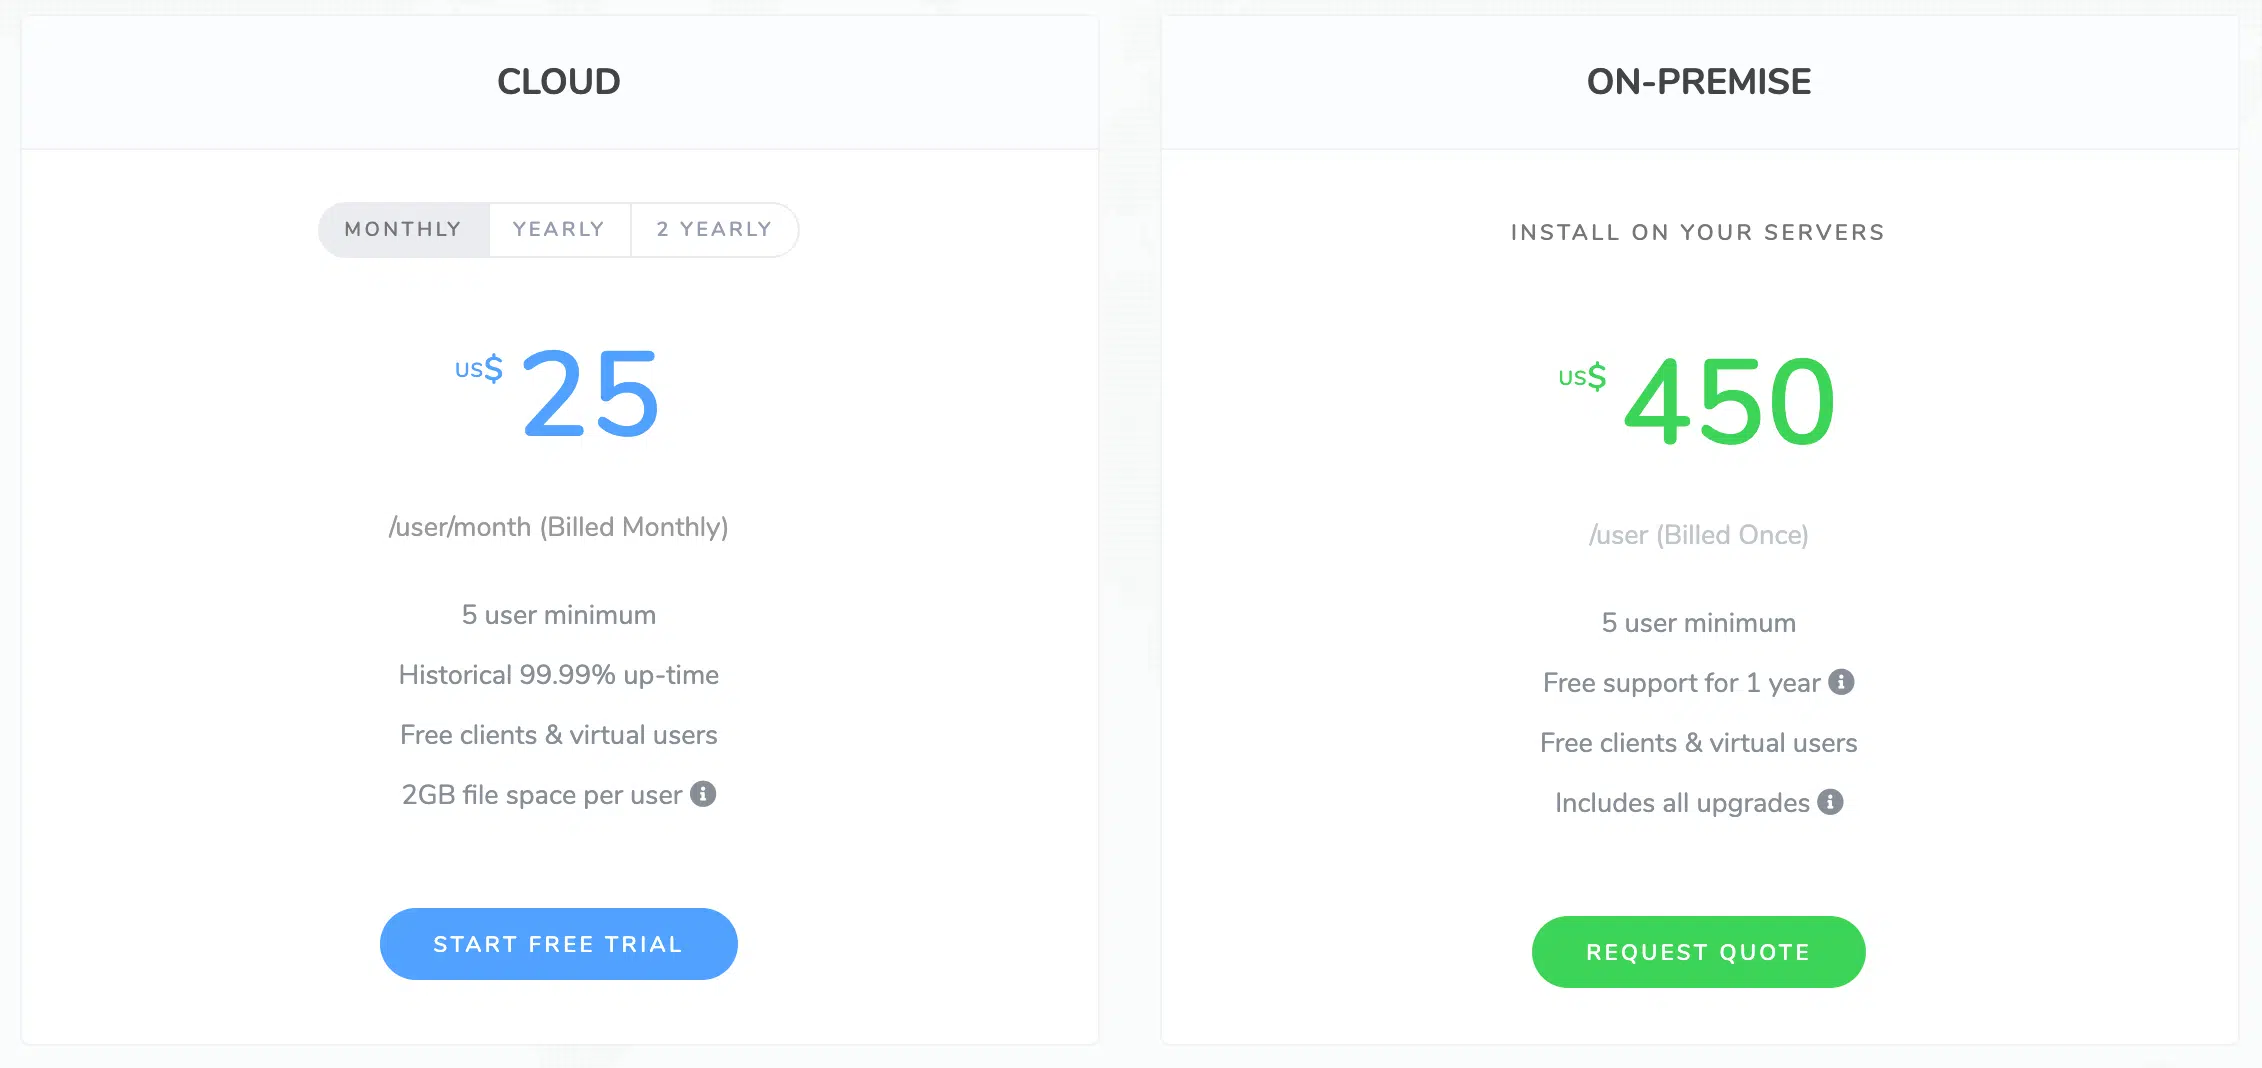 CLOUD
MONTHLY YEARLY 2 YEARLY
US$ 25
/user/month (Billed Monthly)
5 user minimum
Historical 99.99% up-time
Free clients & virtual users
2GB file space per user
START FREE TRIAL
ON-PREMISE
INSTALL ON YOUR SERVERS
US$ 450
/user (Billed Once)
5 user minimum
Free support for 1 year
Free clients & virtual users
Includes all upgrades
REQUEST QUOTE